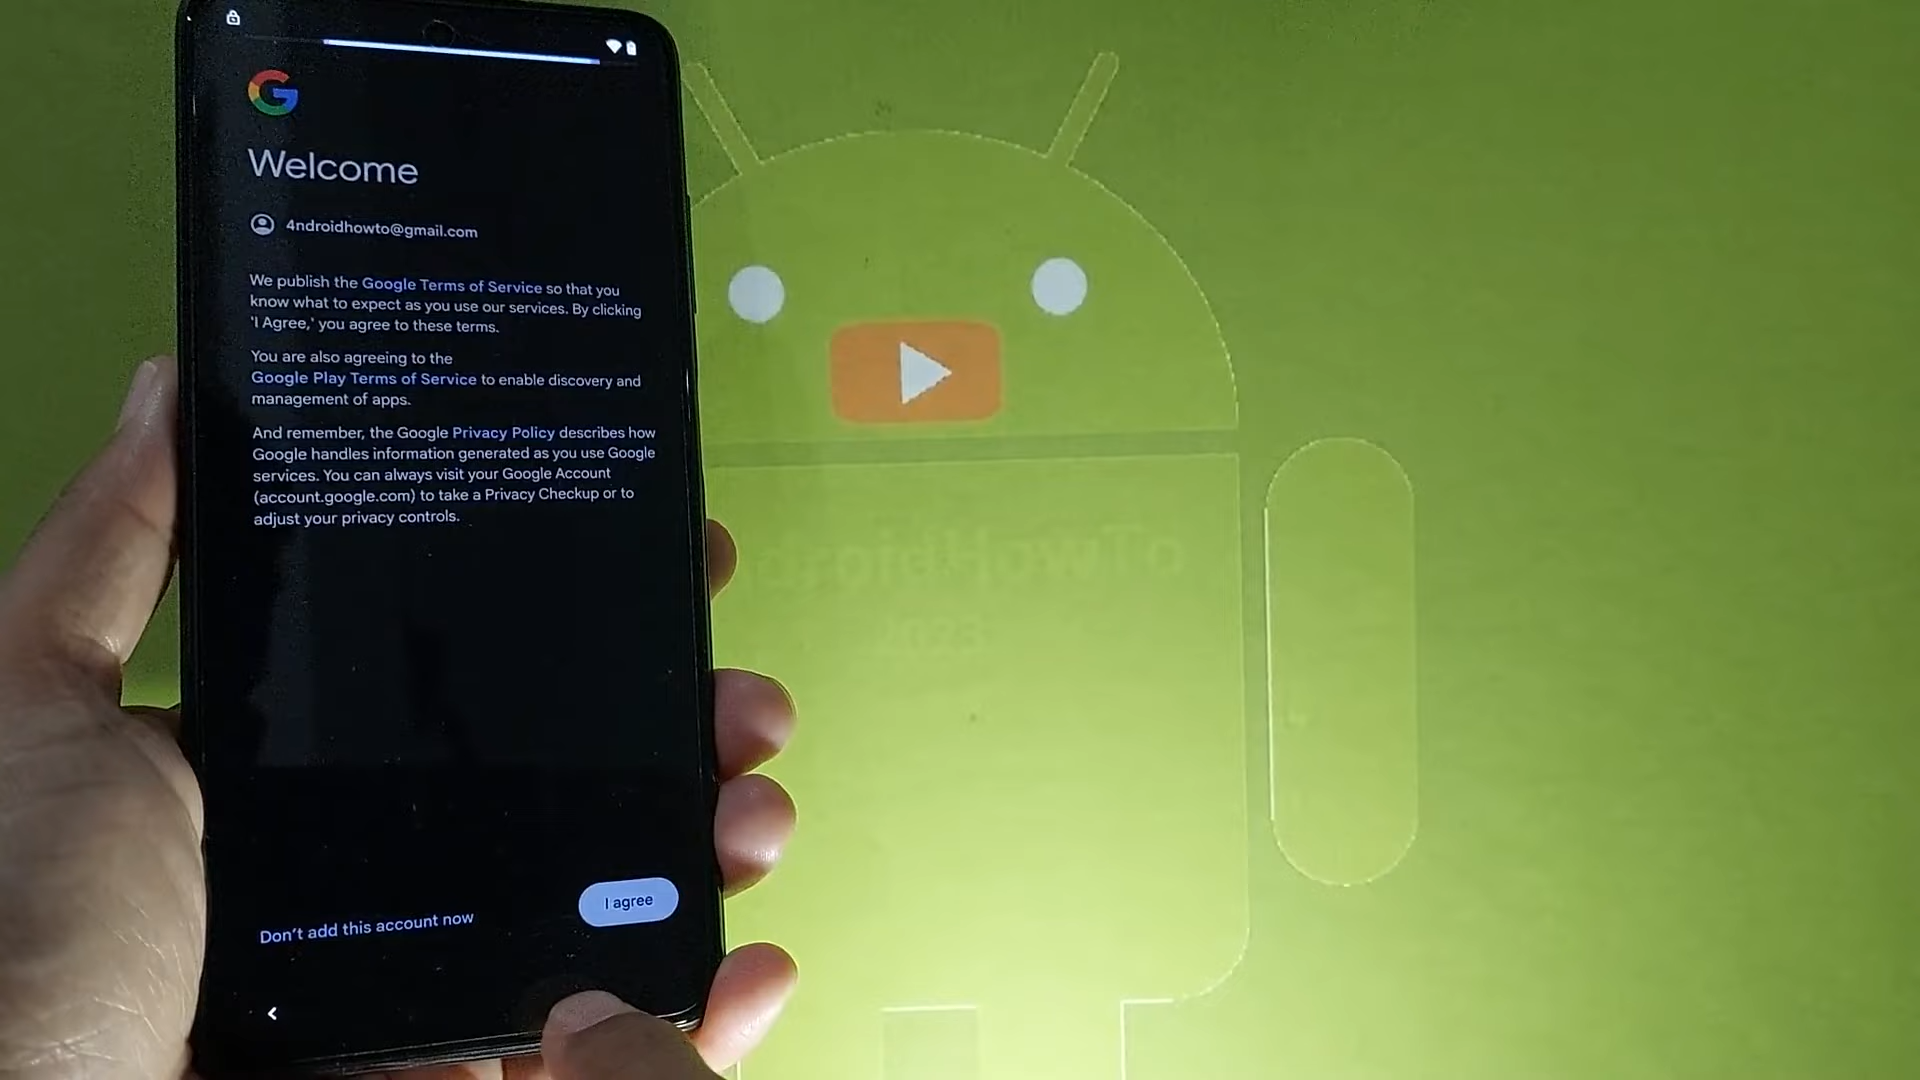 Welcome
4ndroidhowto@gmail.com
We publish the Google Terms of Service so that you
know what to expect as you use our services. By clicking
'I Agree,' you agree to these terms.
You are also agreeing to the
Google Play Terms of Service to enable discovery and
management of apps.
And remember, the Google Privacy Policy describes how
Google handles information generated as you use Google
services. You can always visit your Google Account
(account.google.com) to take a Privacy Checkup or to
adjust your privacy controls.
Don't add this account now
I agree
droidHowTo
2023